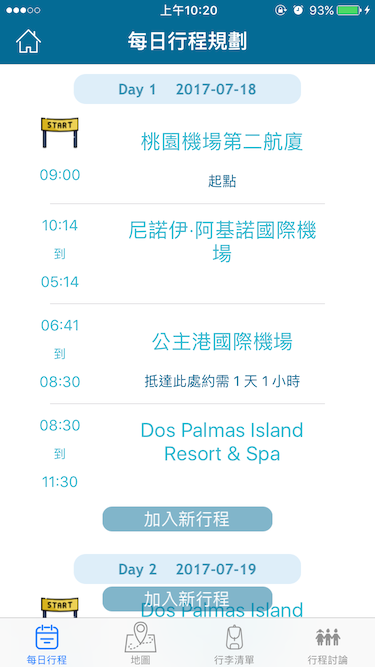 上午10:20
93%
每日行程規劃
Day 1 2017-07-18
START
桃園機場第二航廈
09:00
起點
10:14
到
05:14
尼諾伊·阿基諾國際機
場
06:41
到
08:30
公主港國際機場
抵達此處約需 1 天 1 小時
08:30
到
11:30
Dos Palmas Island
Resort & Spa
加入新行程
Day 2 2017-07-19
加入新行程
START
Dos Palmas Island
每日行程
地圖
行李清單
行程討論